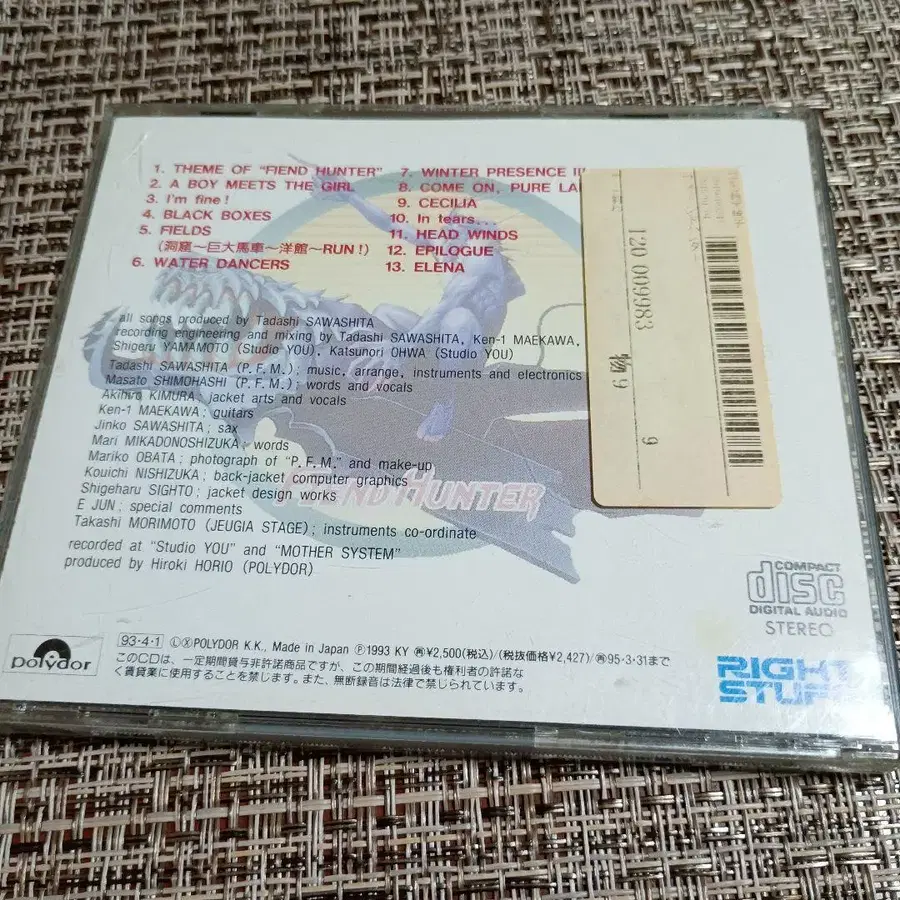 1. THEME OF "FIEND HUNTER"
2. A BOY MEETS THE GIRL
3. I'm fine!
4. BLACK BOXES
5. FIELDS
(洞窟〜巨大馬車〜洋館〜RUN!)
6. WATER DANCERS
7. WINTER PRESENCE II
8. COME ON, PURE LA
9. CECILIA
10. In tears...
11. HEAD WINDS
12. EPILOGUE
13. ELENA
all songs produced by Tadashi SAWASHITA
recording engineering and mixing by Tadashi SAWASHITA, Ken-1 MAEKAWA,
Shigeru YAMAMOTO (Studio YOU), Katsunori OHWA (Studio YOU)
Tadashi SAWASHITA (P.F.M.); music, arrange, instruments and electronics
Masato SHIMOHASHI (P.F.M.); words and vocals
Akihiro KIMURA; jacket arts and vocals
Ken-1 MAEKAWA; guitars
Jinko SAWASHITA; sax
Mari MIKADONOSHIZUKA; words
Mariko OBATA; photograph of "P.F.M." and make-up
Kouichi NISHIZUKA; back-jacket computer graphics
Shigeharu SIGHTO; jacket design works
E JUN; special comments
Takashi MORIMOTO (JEUGIA STAGE); instruments co-ordinate
recorded at "Studio YOU" and "MOTHER SYSTEM"
produced by Hiroki HORIO (POLYDOR)
FIEND HUNTER
120 009983
9
9
COMPACT
disc
DIGITAL AUDIO
STEREO
RIGHT
STUF
polydor
93・4・1 ⓁⓍPOLYDOR K.K., Made in Japan Ⓟ1993 KY ㊢¥2,500(税込)/(税抜価格¥2,427)/㊢95・3・31まで
このCDは、一定期間貸与非許諾商品ですが、この期間経過後も権利者の許諾な
く賃貸業に使用することを禁じます。また、無断録音は法律で禁じられています。